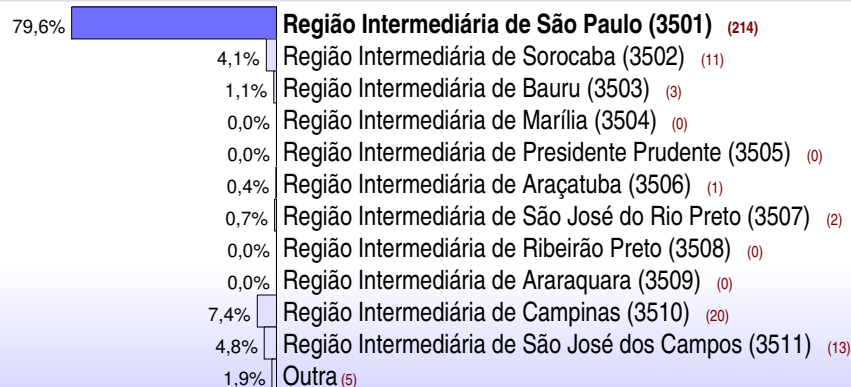 79,6% Região Intermediária de São Paulo (3501) (214)
4,1% Região Intermediária de Sorocaba (3502) (11)
1,1% Região Intermediária de Bauru (3503) (3)
0,0% Região Intermediária de Marília (3504) (0)
0,0% Região Intermediária de Presidente Prudente (3505) (0)
0,4% Região Intermediária de Araçatuba (3506) (1)
0,7% Região Intermediária de São José do Rio Preto (3507) (2)
0,0% Região Intermediária de Ribeirão Preto (3508) (0)
0,0% Região Intermediária de Araraquara (3509) (0)
7,4% Região Intermediária de Campinas (3510) (20)
4,8% Região Intermediária de São José dos Campos (3511) (13)
1,9% Outra (5)